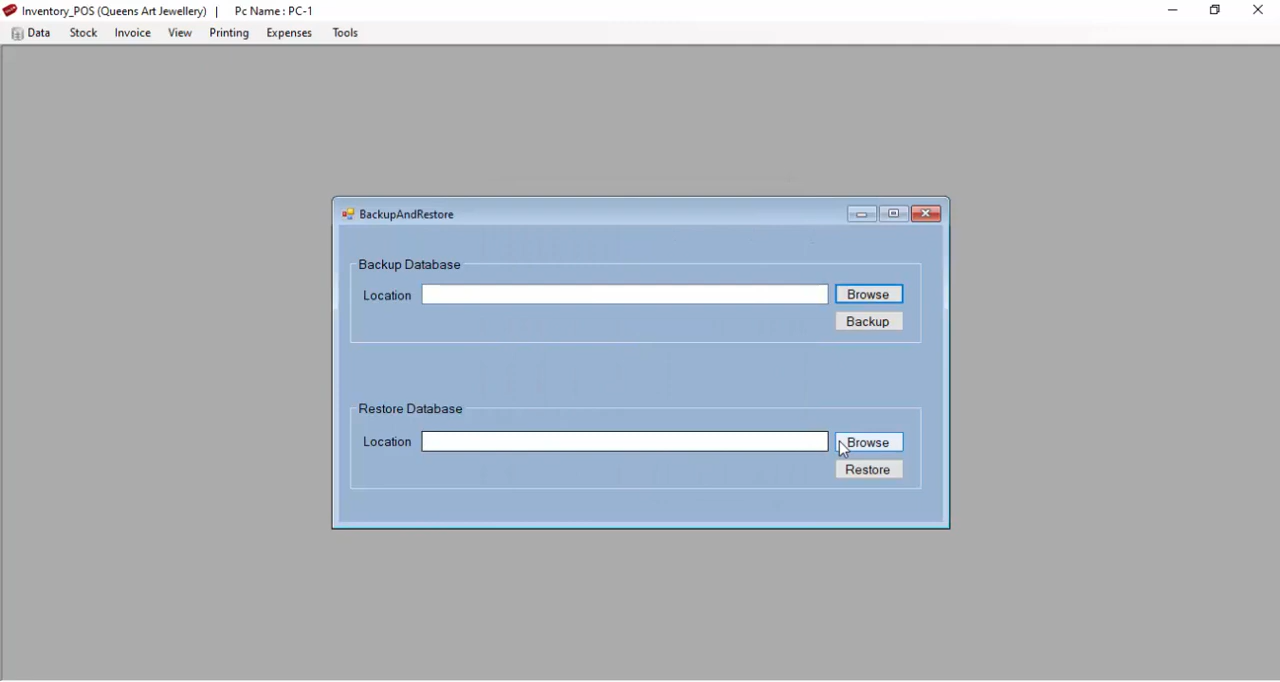 Inventory_POS (Queens Art Jewellery) | Pc Name : PC-1
Data Stock Invoice View Printing Expenses Tools
BackupAndRestore
Backup Database
Location Browse
Backup
Restore Database
Location Browse
Restore